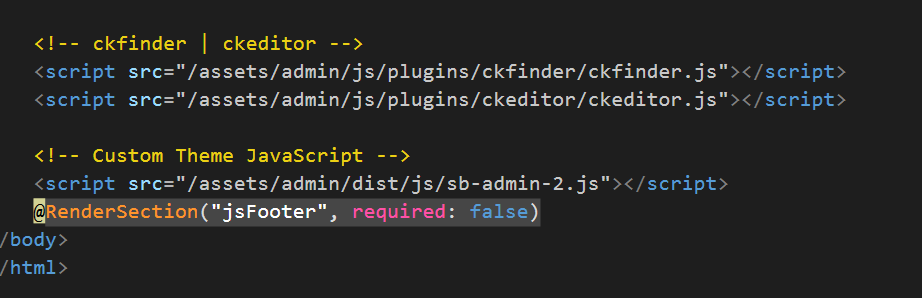 <!-- ckfinder | ckeditor -->
<script src="/assets/admin/js/plugins/ckfinder/ckfinder.js"></script>
<script src="/assets/admin/js/plugins/ckeditor/ckeditor.js"></script>
<!-- Custom Theme JavaScript -->
<script src="/assets/admin/dist/js/sb-admin-2.js"></script>
@RenderSection("jsFooter", required: false)
/body>
/html>